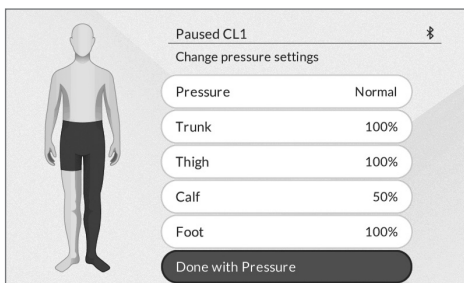 Paused CL1
Change pressure settings
Pressure Normal
Trunk 100%
Thigh 100%
Calf 50%
Foot 100%
Done with Pressure